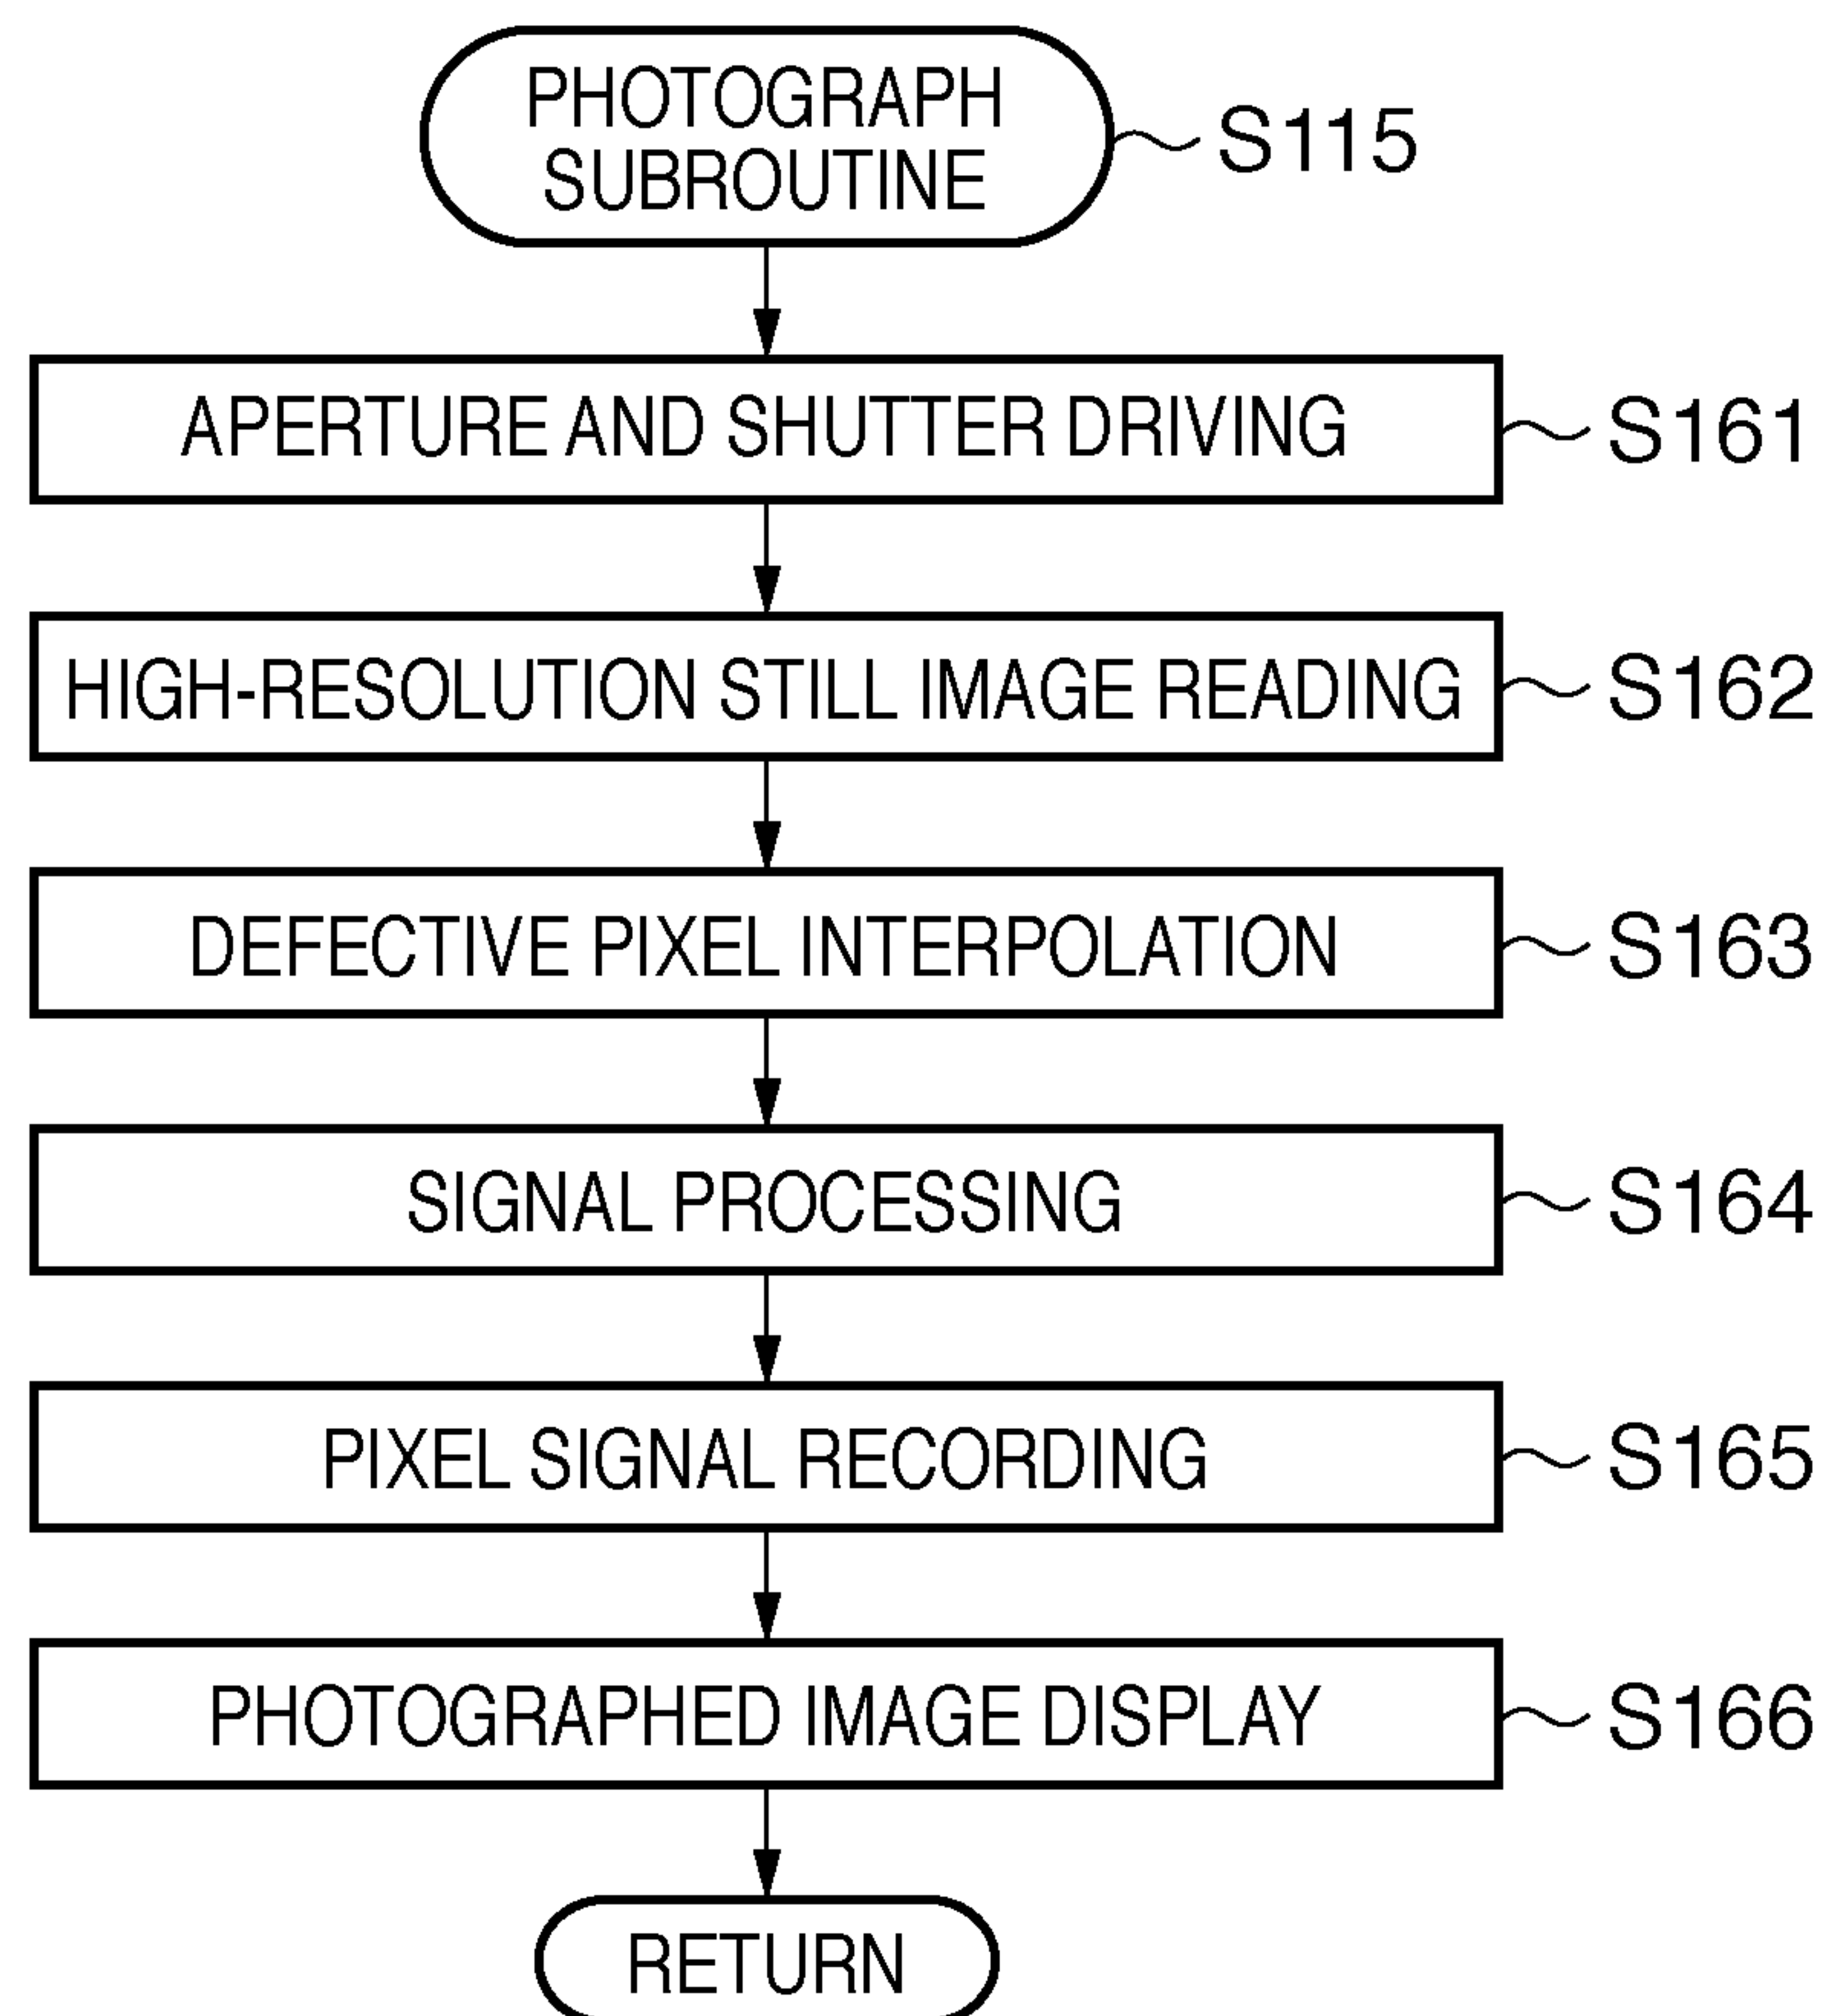 PHOTOGRAPH
SUBROUTINE
S115
APERTURE AND SHUTTER DRIVING
S161
HIGH-RESOLUTION STILL IMAGE READING
S162
DEFECTIVE PIXEL INTERPOLATION
S163
SIGNAL PROCESSING
S164
PIXEL SIGNAL RECORDING
S165
PHOTOGRAPHED IMAGE DISPLAY
S166
RETURN